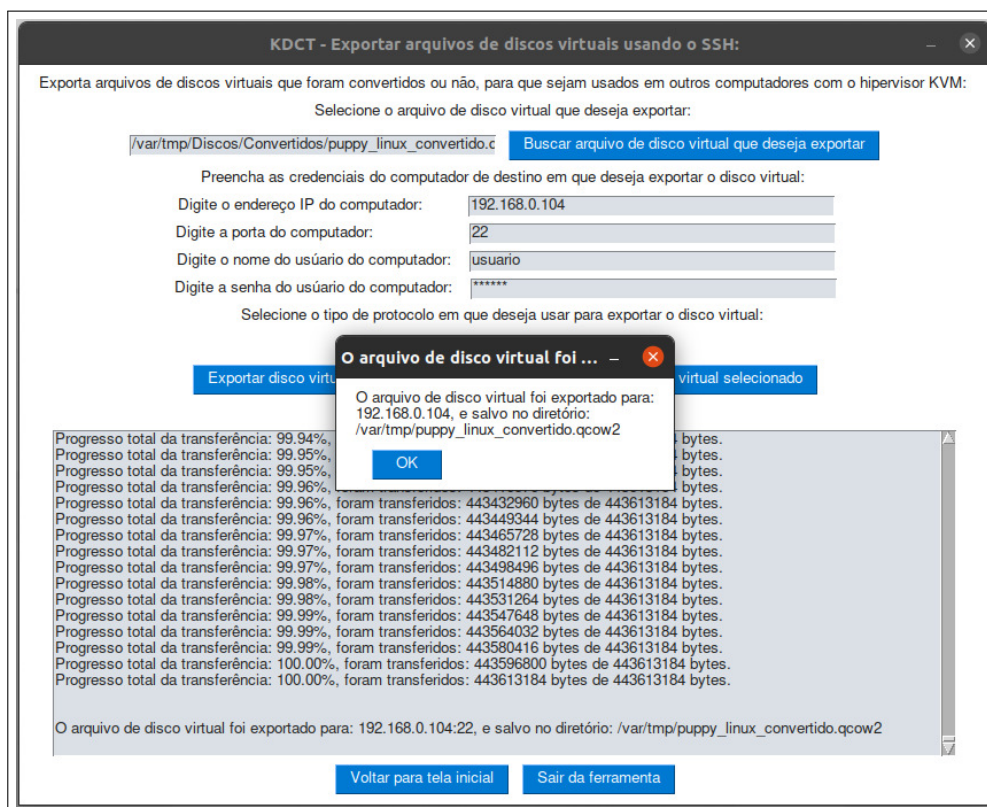 KDCT - Exportar arquivos de discos virtuais usando o SSH:
Exporta arquivos de discos virtuais que foram convertidos ou não, para que sejam usados em outros computadores com o hipervisor KVM:
Selecione o arquivo de disco virtual que deseja exportar:
/var/tmp/Discos/Convertidos/puppy_linux_convertido.c Buscar arquivo de disco virtual que deseja exportar
Preencha as credenciais do computador de destino em que deseja exportar o disco virtual:
Digite o endereço IP do computador: 192.168.0.104
Digite a porta do computador: 22
Digite o nome do usúario do computador: usuario
Digite a senha do usúario do computador: ******
Selecione o tipo de protocolo em que deseja usar para exportar o disco virtual:
O arquivo de disco virtual foi ...
Exportar disco virtu virtual selecionado
O arquivo de disco virtual foi exportado para:
192.168.0.104, e salvo no diretório:
/var/tmp/puppy_linux_convertido.qcow2
OK
Progresso total da transferência: 99.94%, bytes.
Progresso total da transferência: 99.95%, bytes.
Progresso total da transferência: 99.95%, bytes.
Progresso total da transferência: 99.96%, bytes.
Progresso total da transferência: 99.96%, foram transferidos: 443432960 bytes de 443613184 bytes.
Progresso total da transferência: 99.96%, foram transferidos: 443449344 bytes de 443613184 bytes.
Progresso total da transferência: 99.97%, foram transferidos: 443465728 bytes de 443613184 bytes.
Progresso total da transferência: 99.97%, foram transferidos: 443482112 bytes de 443613184 bytes.
Progresso total da transferência: 99.97%, foram transferidos: 443498496 bytes de 443613184 bytes.
Progresso total da transferência: 99.98%, foram transferidos: 443514880 bytes de 443613184 bytes.
Progresso total da transferência: 99.98%, foram transferidos: 443531264 bytes de 443613184 bytes.
Progresso total da transferência: 99.99%, foram transferidos: 443547648 bytes de 443613184 bytes.
Progresso total da transferência: 99.99%, foram transferidos: 443564032 bytes de 443613184 bytes.
Progresso total da transferência: 99.99%, foram transferidos: 443580416 bytes de 443613184 bytes.
Progresso total da transferência: 100.00%, foram transferidos: 443596800 bytes de 443613184 bytes.
Progresso total da transferência: 100.00%, foram transferidos: 443613184 bytes de 443613184 bytes.
O arquivo de disco virtual foi exportado para: 192.168.0.104:22, e salvo no diretório: /var/tmp/puppy_linux_convertido.qcow2
Voltar para tela inicial Sair da ferramenta